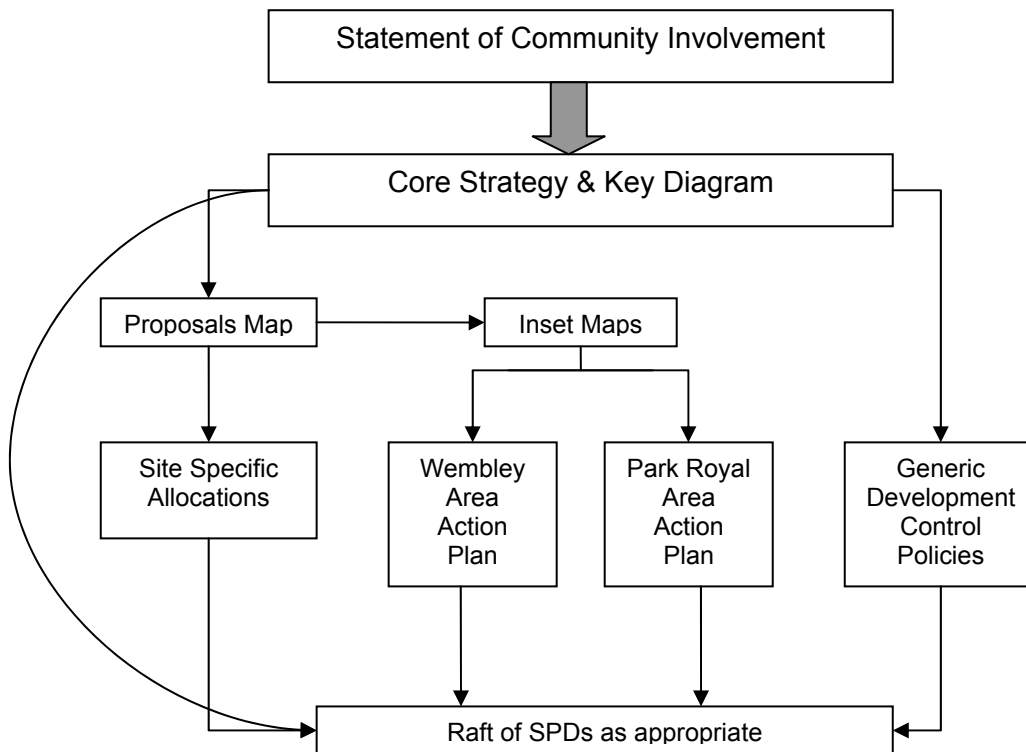 Statement of Community Involvement
Core Strategy & Key Diagram
Proposals Map
Inset Maps
Site Specific
Allocations
Wembley
Area
Action
Plan
Park Royal
Area
Action
Plan
Generic
Development
Control
Policies
Raft of SPDs as appropriate